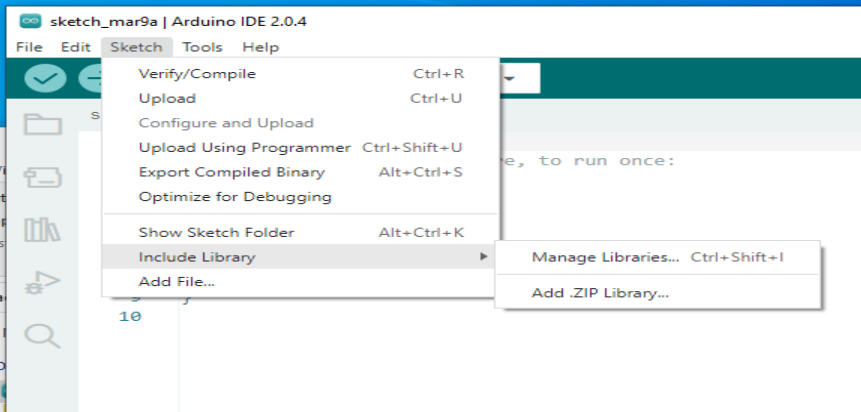 sketch_mar9a | Arduino IDE 2.0.4
File Edit Sketch Tools Help
Verify/Compile Ctrl+R
Upload Ctrl+U
Configure and Upload
Upload Using Programmer Ctrl+Shift+U
Export Compiled Binary Alt+Ctrl+S
Optimize for Debugging
Show Sketch Folder Alt+Ctrl+K
Include Library
Add File...
Manage Libraries... Ctrl+Shift+I
Add .ZIP Library...
, to run once:
10